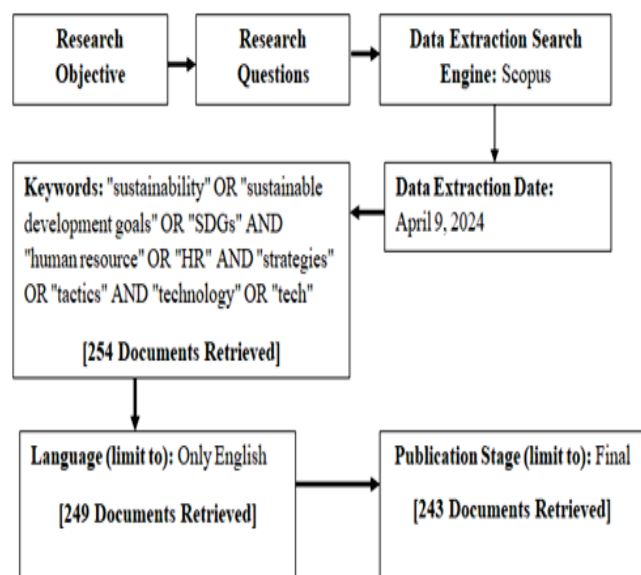 Research
Objective
Research
Questions
Data Extraction Search
Engine: Scopus
Data Extraction Date:
April 9, 2024
Keywords: "sustainability" OR "sustainable
development goals" OR "SDGs" AND
"human resource" OR "HR" AND "strategies"
OR "tactics" AND "technology" OR "tech"
[254 Documents Retrieved]
Language (limit to): Only English
[249 Documents Retrieved]
Publication Stage (limit to): Final
[243 Documents Retrieved]